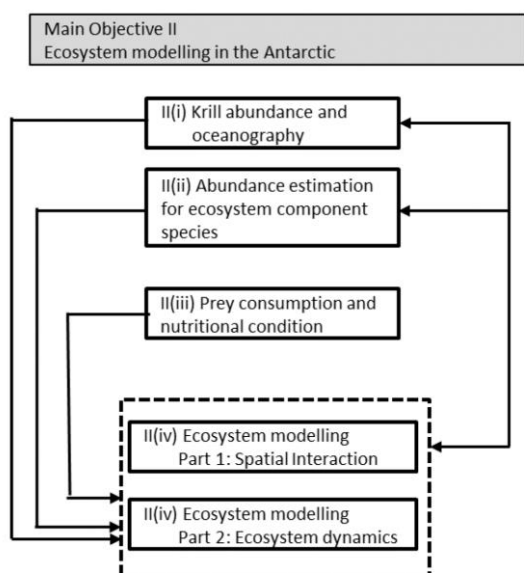 Main Objective II
Ecosystem modelling in the Antarctic
II(i) Krill abundance and
oceanography
II(ii) Abundance estimation
for ecosystem component
species
II(iii) Prey consumption and
nutritional condition
II(iv) Ecosystem modelling
Part 1: Spatial Interaction
II(iv) Ecosystem modelling
Part 2: Ecosystem dynamics